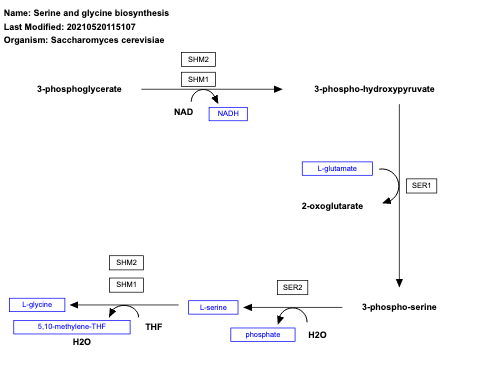 Name: Serine and glycine biosynthesis
Last Modified: 20210520115107
Organism: Saccharomyces cerevisiae
SHM2
SHM1
3-phosphoglycerate
3-phospho-hydroxypyruvate
NAD
NADH
L-glutamate
SER1
2-oxoglutarate
SHM2
SHM1
SER2
L-glycine
L-serine
3-phospho-serine
5,10-methylene-THF
THF
phosphate
H2O
H2O